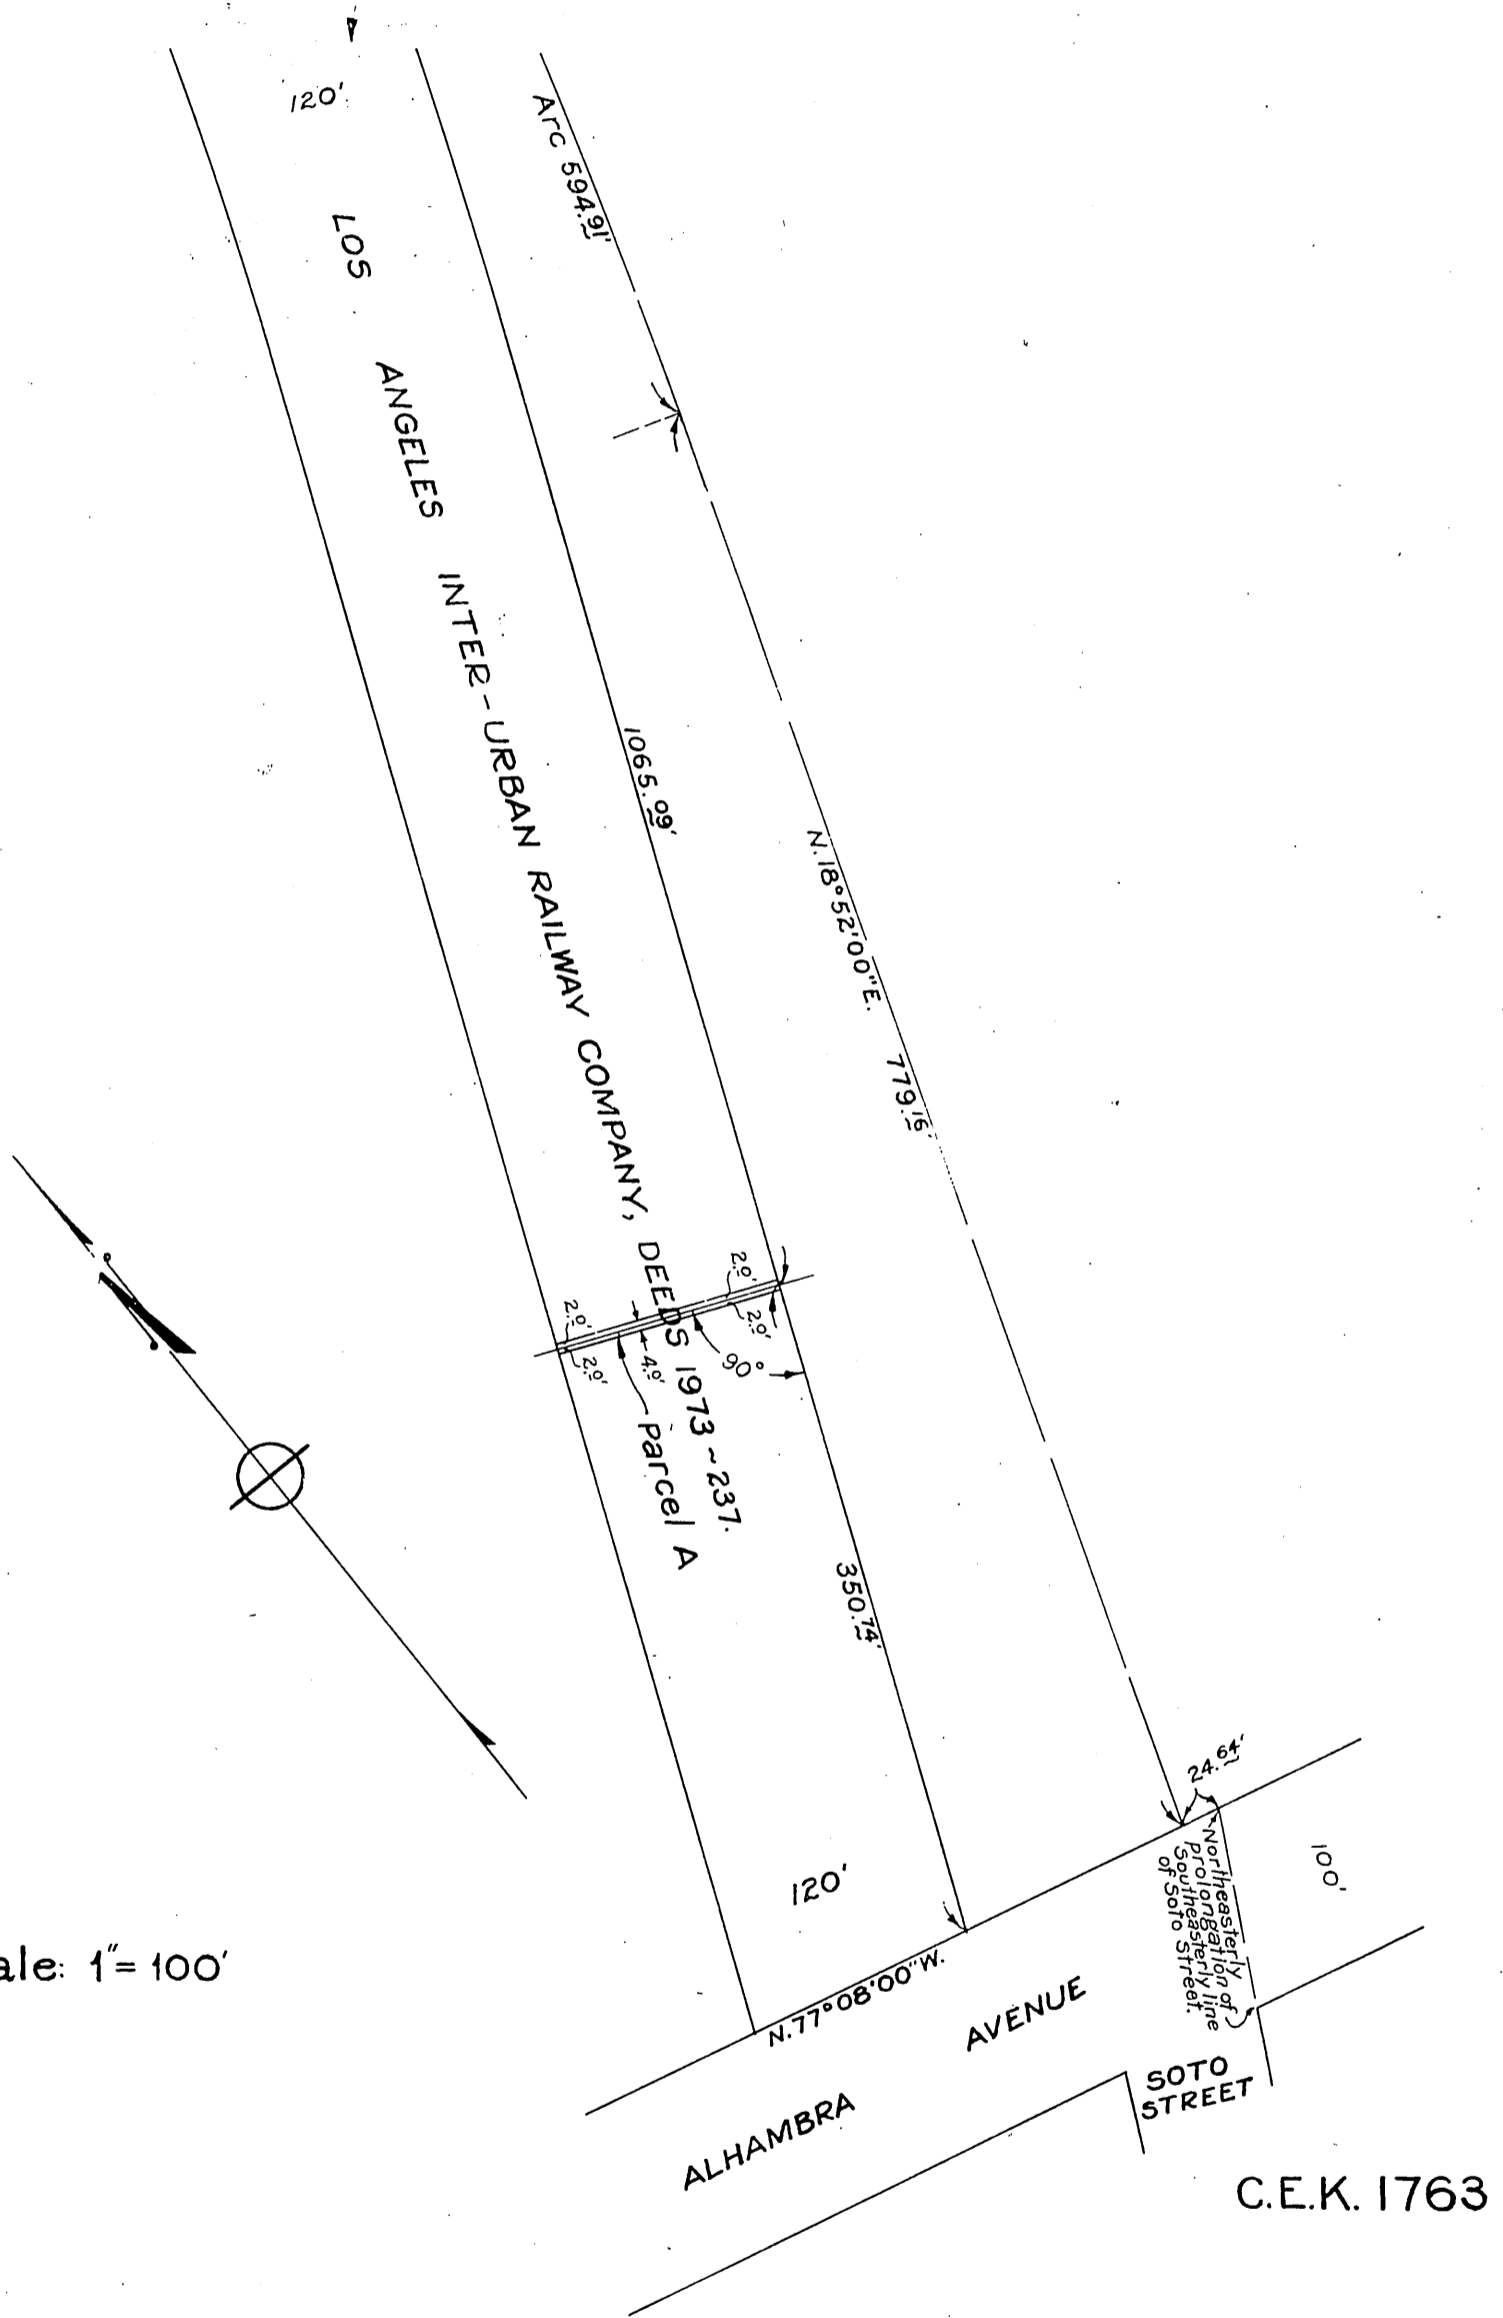 120'
Arc 594.91'
LOS ANGELES INTER-URBAN RAILWAY COMPANY, DEEDS 1973~237.
1065.09'
N.18°52'00"E. 779.16'
2.0'
2.0'
2.0'
2.0'
4.0'
90°
Parcel A
350.74'
24.64'
Northeasterly
prolongation of
Southeasterly line
of Soto Street.
100'
120'
ale: 1"= 100'
N.77°08'00"W.
ALHAMBRA AVENUE
SOTO
STREET
C.E.K. 1763